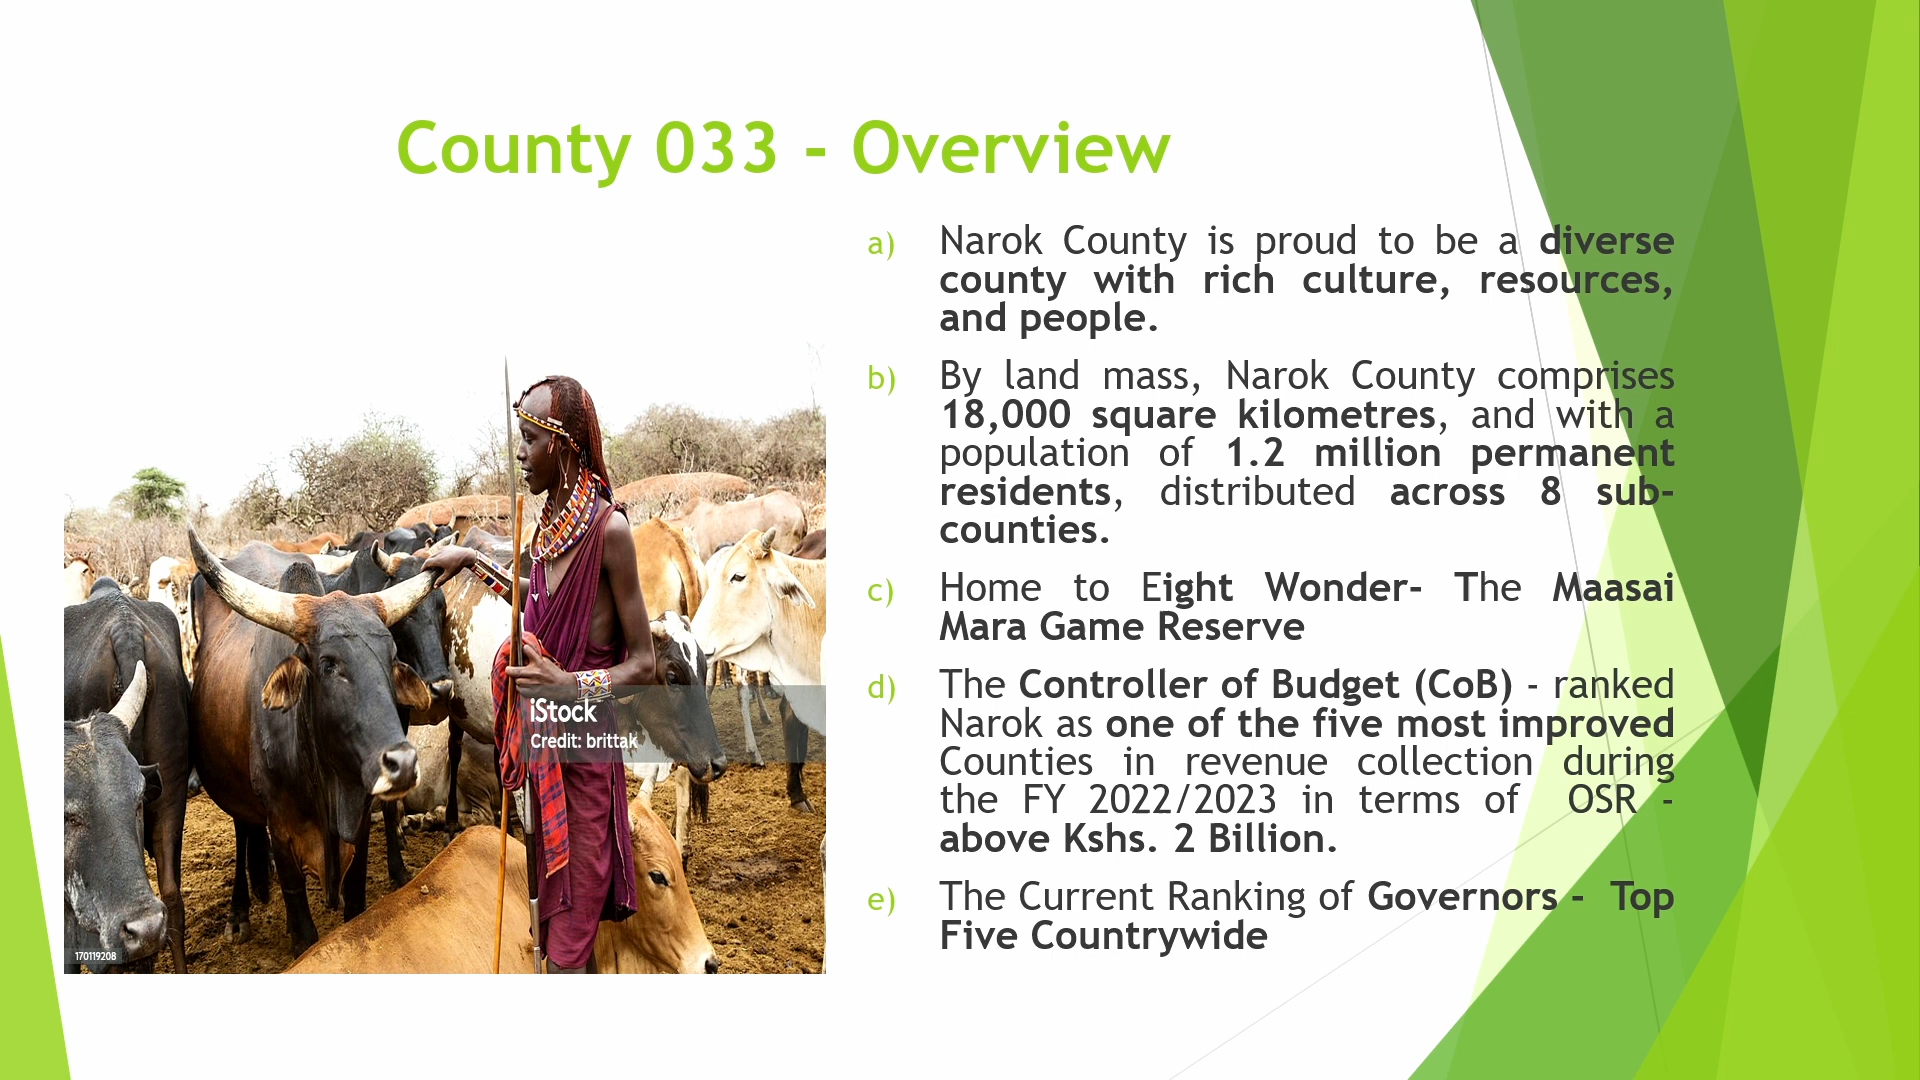 County 033 - Overview
a) Narok County is proud to be a diverse
county with rich culture, resources,
and people.
b) By land mass, Narok County comprises
18,000 square kilometres, and with a
population of 1.2 million permanent
residents, distributed across 8 sub-
counties.
c) Home to Eight Wonder- The Maasai
Mara Game Reserve
d) The Controller of Budget (CoB) - ranked
Narok as one of the five most improved
Counties in revenue collection during
the FY 2022/2023 in terms of OSR -
above Kshs. 2 Billion.
e) The Current Ranking of Governors - Top
Five Countrywide
iStock
Credit: brittak
170119208